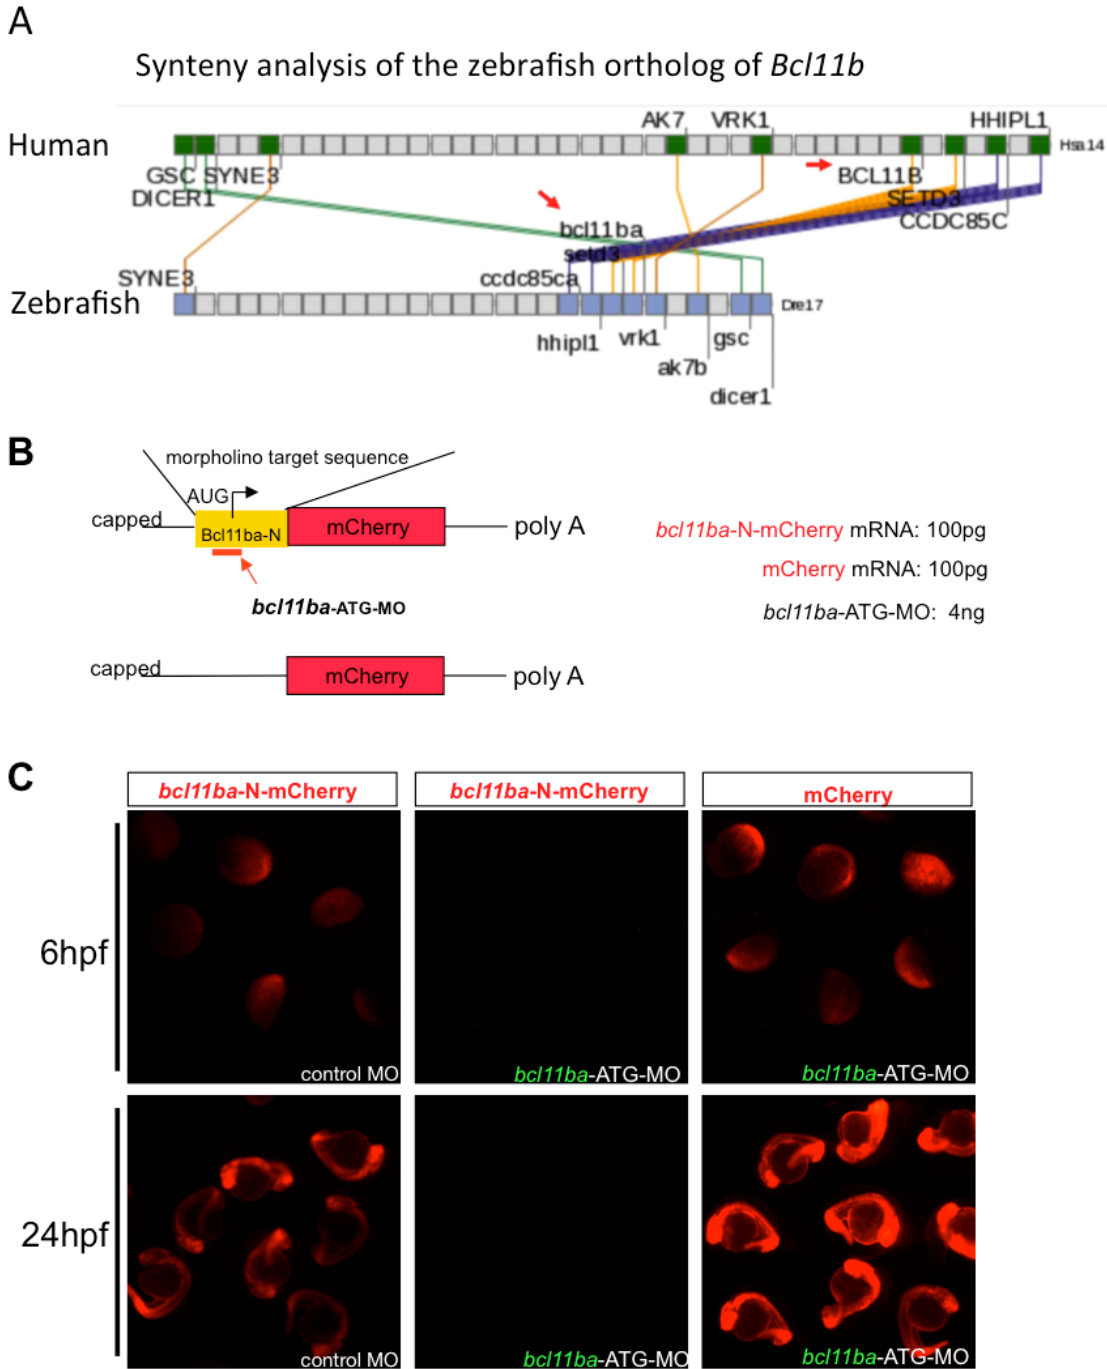 A
Synteny analysis of the zebrafish ortholog of Bcl11b
AK7 VRK1 HHIPL1
Human Hsa14
GSC SYNE3 BCL11B
DICER1 SETD3
CCDC85C
bcl11ba
setd3
SYNE3 ccdc85ca
Zebrafish Dre17
hhipl1 vrk1 gsc
ak7b
dicer1
B
morpholino target sequence
AUG
capped Bcl11ba-N mCherry poly A
bcl11ba-ATG-MO
bcl11ba-N-mCherry mRNA: 100pg
mCherry mRNA: 100pg
bcl11ba-ATG-MO: 4ng
capped mCherry poly A
C
bcl11ba-N-mCherry bcl11ba-N-mCherry mCherry
6hpf
control MO bcl11ba-ATG-MO bcl11ba-ATG-MO
24hpf
control MO bcl11ba-ATG-MO bcl11ba-ATG-MO